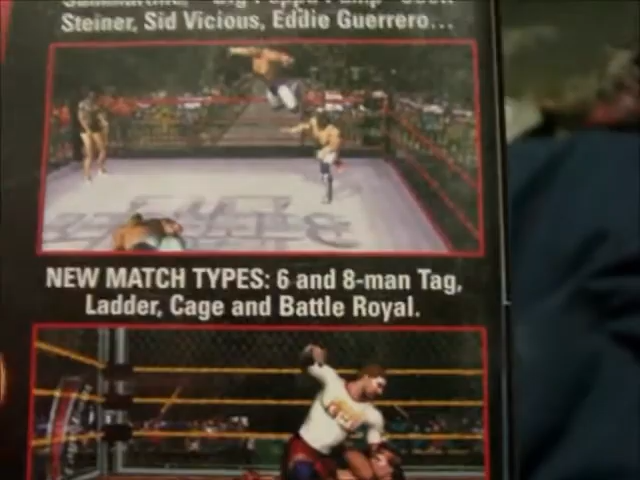 Steiner, Sid Vicious, Eddie Guerrero...
NEW MATCH TYPES: 6 and 8-man Tag,
Ladder, Cage and Battle Royal.